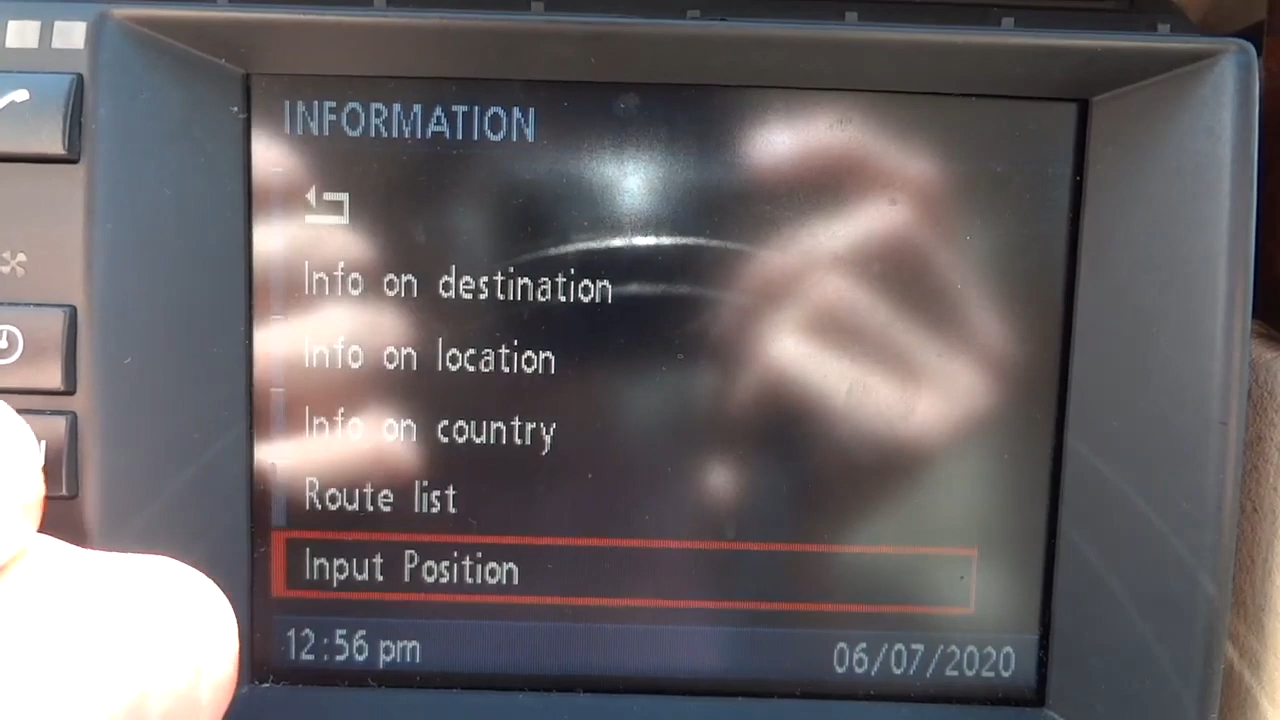 INFORMATION
Info on destination
Info on location
Info on country
Route list
Input Position
12:56 pm
06/07/2020